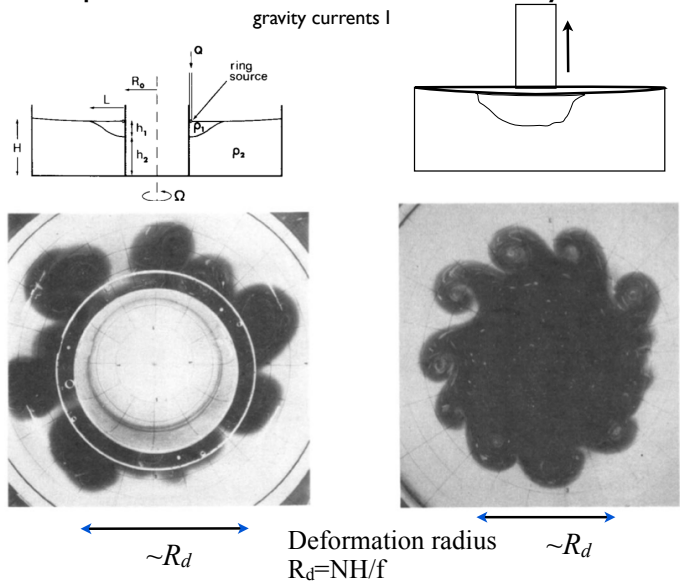 gravity currents I
Q
ring
source
R₀
L
h₁
ρ₁
H
h₂
ρ₂
Ω
~R_d
Deformation radius
R_d=NH/f
~R_d